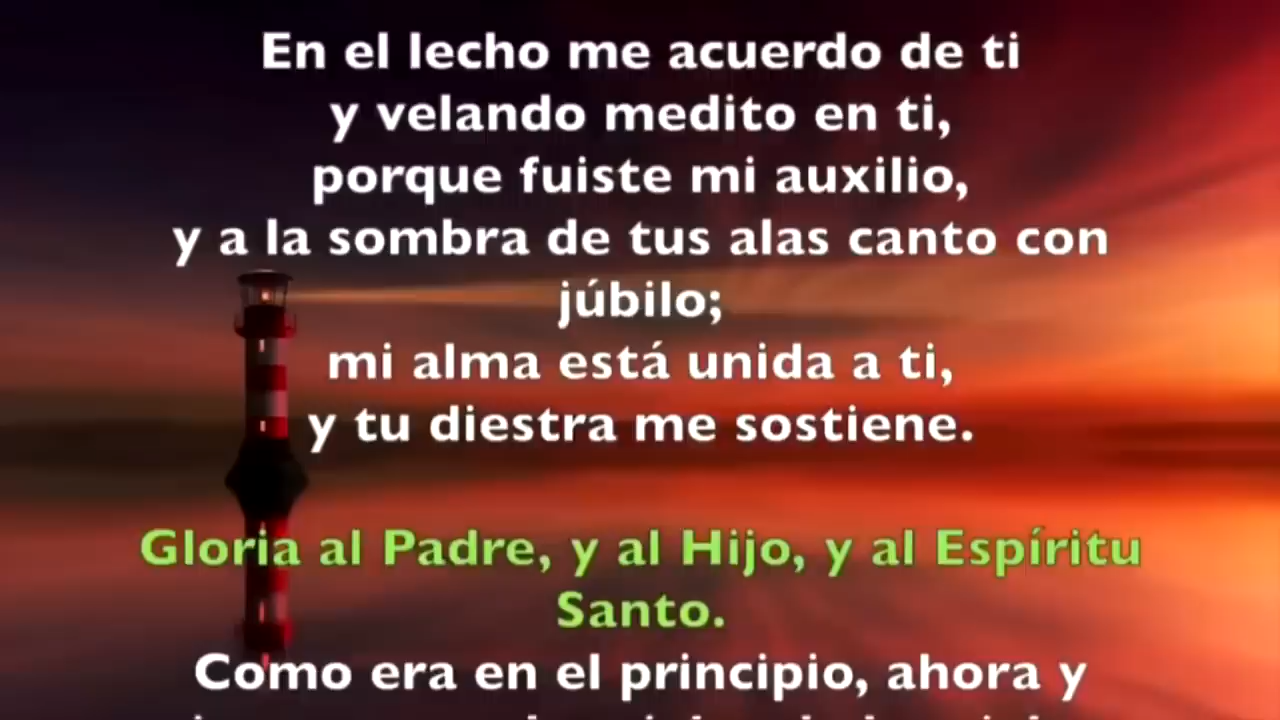 En el lecho me acuerdo de ti
y velando medito en ti,
porque fuiste mi auxilio,
y a la sombra de tus alas canto con
júbilo;
mi alma está unida a ti,
y tu diestra me sostiene.
Gloria al Padre, y al Hijo, y al Espíritu
Santo.
Como era en el principio, ahora y